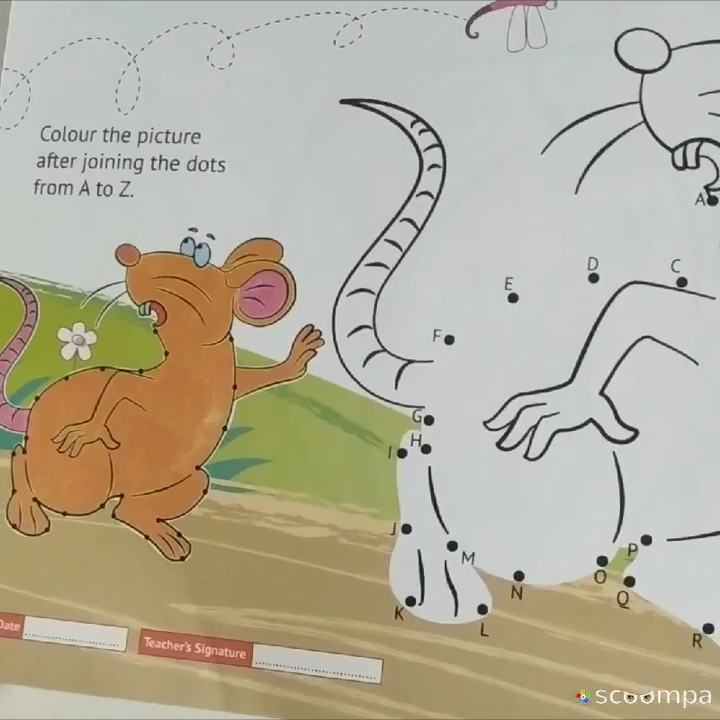 Colour the picture
after joining the dots
from A to Z.
A
C
D
E
F
G
H
I
J
K
L
M
N
O
P
Q
R
Date
Teacher's Signature
scoompa